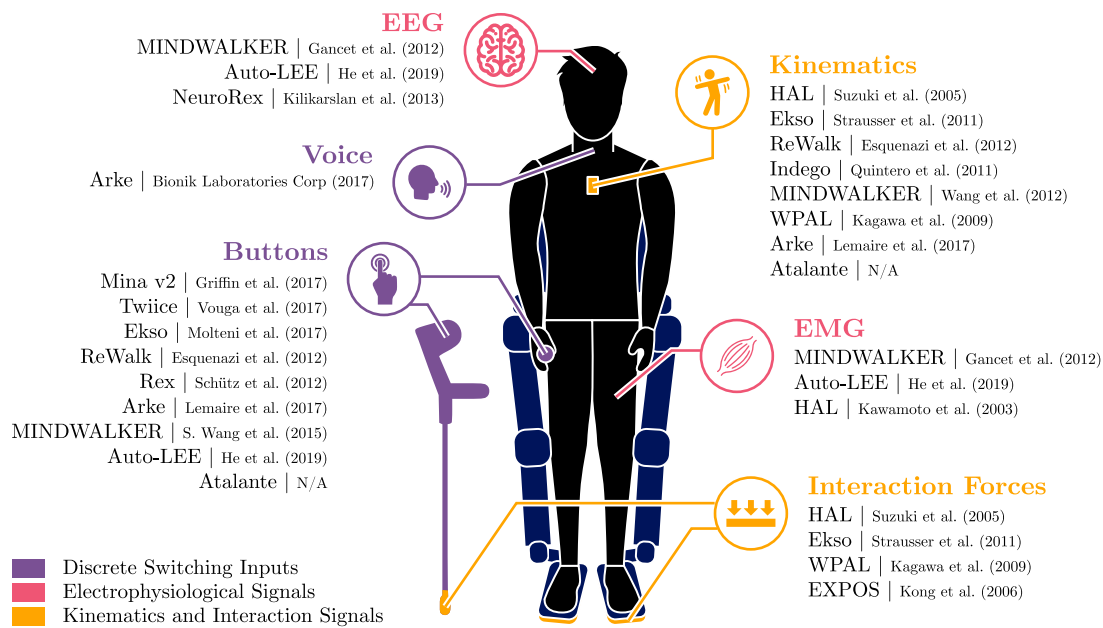 EEG
MINDWALKER | Gancet et al. (2012)
Auto-LEE | He et al. (2019)
NeuroRex | Kilikarslan et al. (2013)
Voice
Arke | Bionik Laboratories Corp (2017)
Buttons
Mina v2 | Griffin et al. (2017)
Twiice | Vouga et al. (2017)
Ekso | Molteni et al. (2017)
ReWalk | Esquenazi et al. (2012)
Rex | Schütz et al. (2012)
Arke | Lemaire et al. (2017)
MINDWALKER | S. Wang et al. (2015)
Auto-LEE | He et al. (2019)
Atalante | N/A
Kinematics
HAL | Suzuki et al. (2005)
Ekso | Strausser et al. (2011)
ReWalk | Esquenazi et al. (2012)
Indego | Quintero et al. (2011)
MINDWALKER | Wang et al. (2012)
WPAL | Kagawa et al. (2009)
Arke | Lemaire et al. (2017)
Atalante | N/A
EMG
MINDWALKER | Gancet et al. (2012)
Auto-LEE | He et al. (2019)
HAL | Kawamoto et al. (2003)
Interaction Forces
HAL | Suzuki et al. (2005)
Ekso | Strausser et al. (2011)
WPAL | Kagawa et al. (2009)
EXPOS | Kong et al. (2006)
Discrete Switching Inputs
Electrophysiological Signals
Kinematics and Interaction Signals